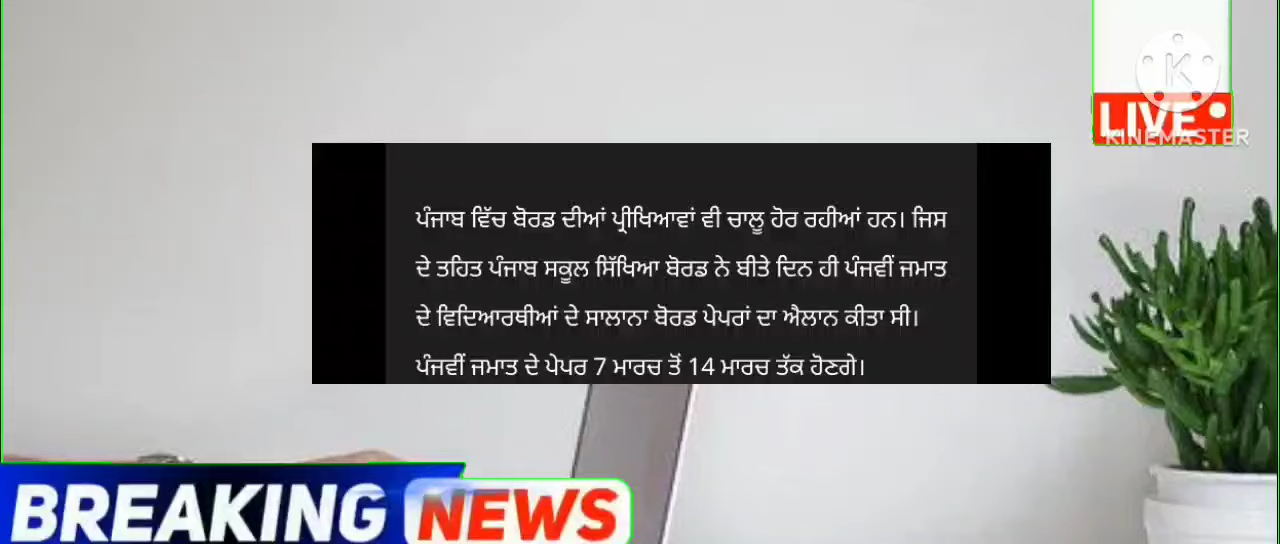 LIVE
KINEMASTER
ਪੰਜਾਬ ਵਿੱਚ ਬੋਰਡ ਦੀਆਂ ਪ੍ਰੀਖਿਆਵਾਂ ਵੀ ਚਾਲੂ ਹੋਰ ਰਹੀਆਂ ਹਨ। ਜਿਸ
ਦੇ ਤਹਿਤ ਪੰਜਾਬ ਸਕੂਲ ਸਿੱਖਿਆ ਬੋਰਡ ਨੇ ਬੀਤੇ ਦਿਨ ਹੀ ਪੰਜਵੀਂ ਜਮਾਤ
ਦੇ ਵਿਦਿਆਰਥੀਆਂ ਦੇ ਸਾਲਾਨਾ ਬੋਰਡ ਪੇਪਰਾਂ ਦਾ ਐਲਾਨ ਕੀਤਾ ਸੀ।
ਪੰਜਵੀਂ ਜਮਾਤ ਦੇ ਪੇਪਰ 7 ਮਾਰਚ ਤੋਂ 14 ਮਾਰਚ ਤੱਕ ਹੋਣਗੇ।
BREAKING NEWS